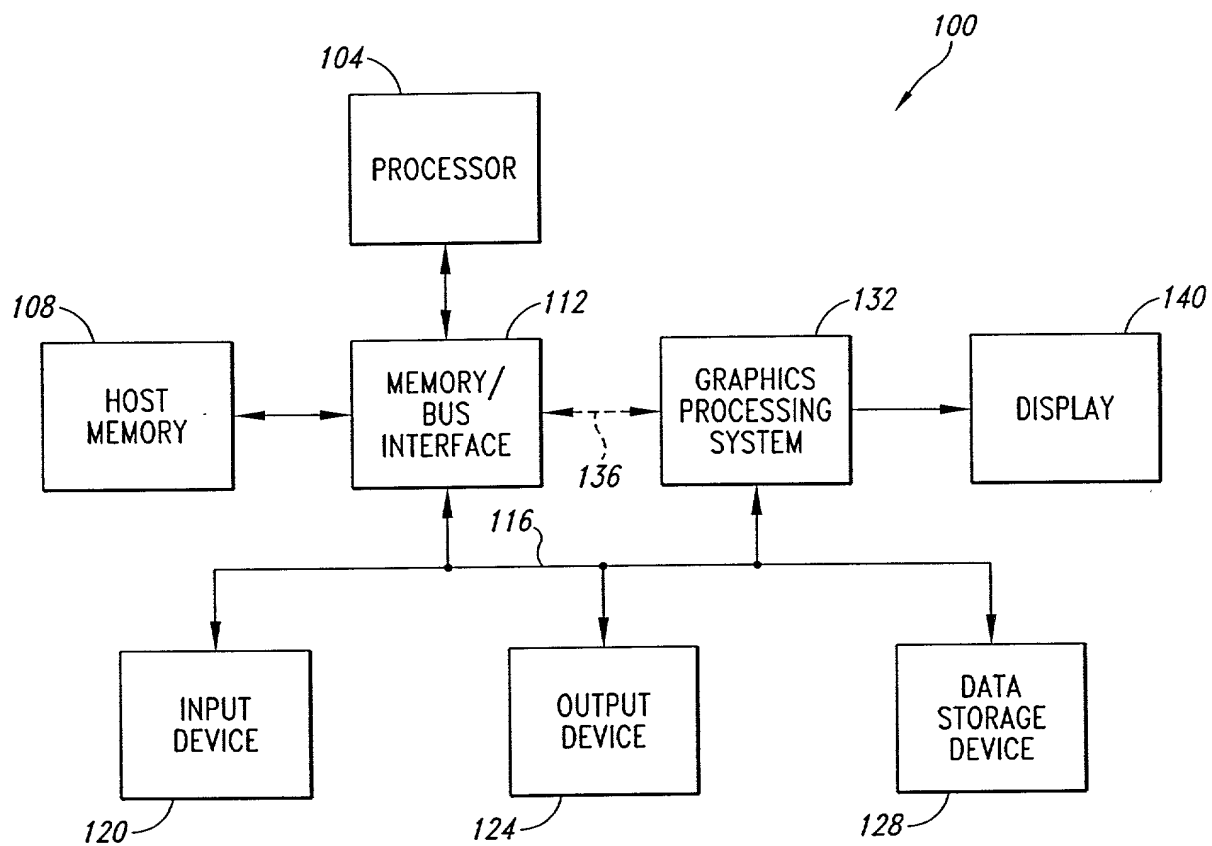 100
104
PROCESSOR
108
112
132
140
HOST
MEMORY
MEMORY/
BUS
INTERFACE
136
GRAPHICS
PROCESSING
SYSTEM
DISPLAY
116
INPUT
DEVICE
OUTPUT
DEVICE
DATA
STORAGE
DEVICE
120
124
128